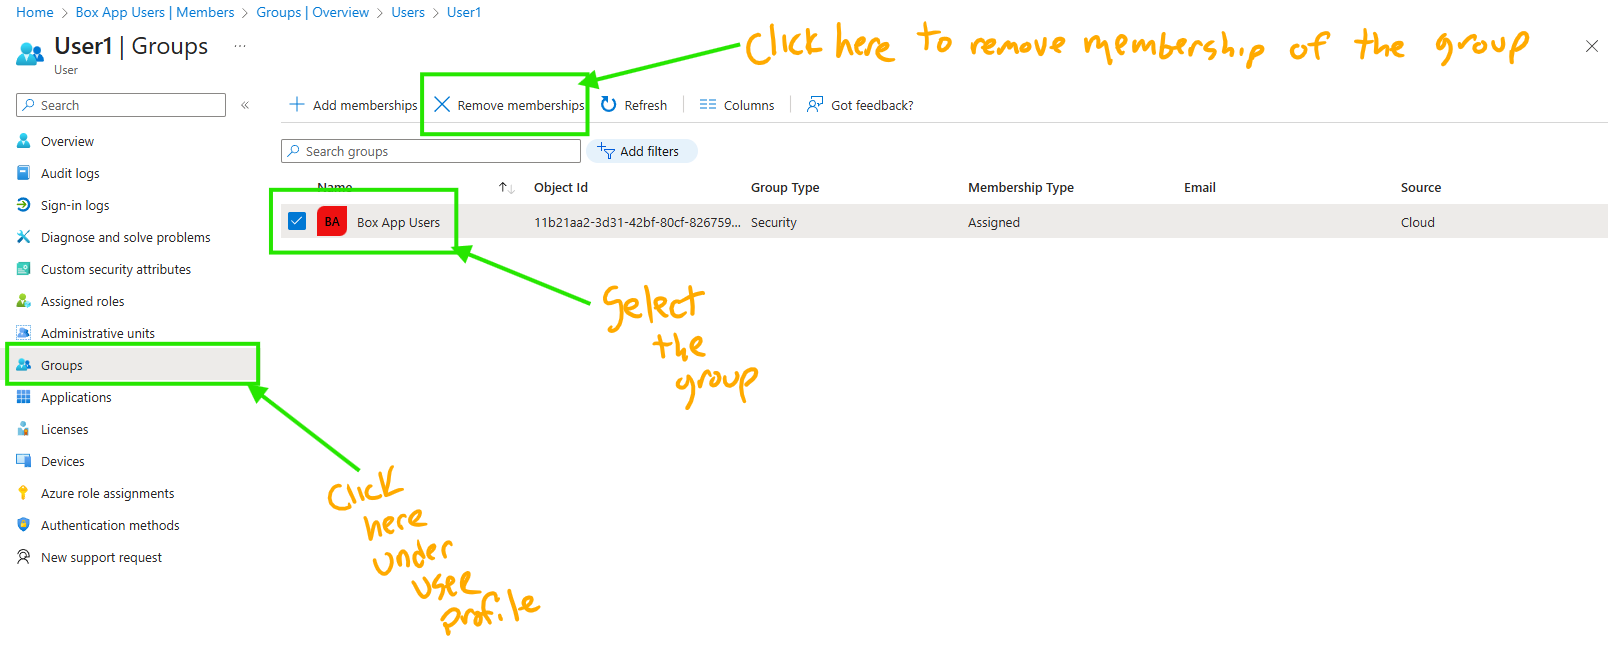 Home > Box App Users | Members > Groups | Overview > Users > User1
User1 | Groups ...
User
Click here to remove membership of the group
Search
+ Add memberships
Remove memberships
Refresh
Columns
Got feedback?
Search groups
Add filters
Name
Object Id
Group Type
Membership Type
Email
Source
BA
Box App Users
11b21aa2-3d31-42bf-80cf-826759...
Security
Assigned
Cloud
Select
the
group
Overview
Audit logs
Sign-in logs
Diagnose and solve problems
Custom security attributes
Assigned roles
Administrative units
Groups
Applications
Licenses
Devices
Azure role assignments
Authentication methods
New support request
Click
here
under
user
profile